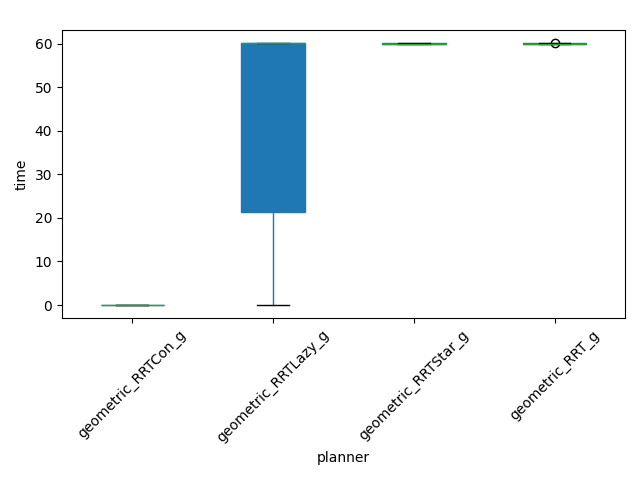 60
50
40
30
20
10
0
time
geometric_RRTCon_g
geometric_RRTLazy_g
geometric_RRTStar_g
geometric_RRT_g
planner